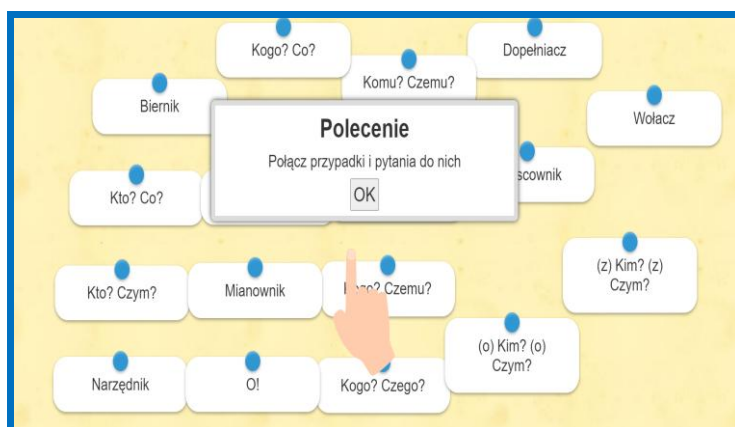 Kogo? Co?
Dopełniacz
Komu? Czemu?
Biernik
Wołacz
Polecenie
Połącz przypadki i pytania do nich
OK
Kto? Co?
(z) Kim? (z)
Czym?
Kto? Czym?
Mianownik
Czemu?
(o) Kim? (o)
Czym?
Narzędnik
O!
Kogo? Czego?